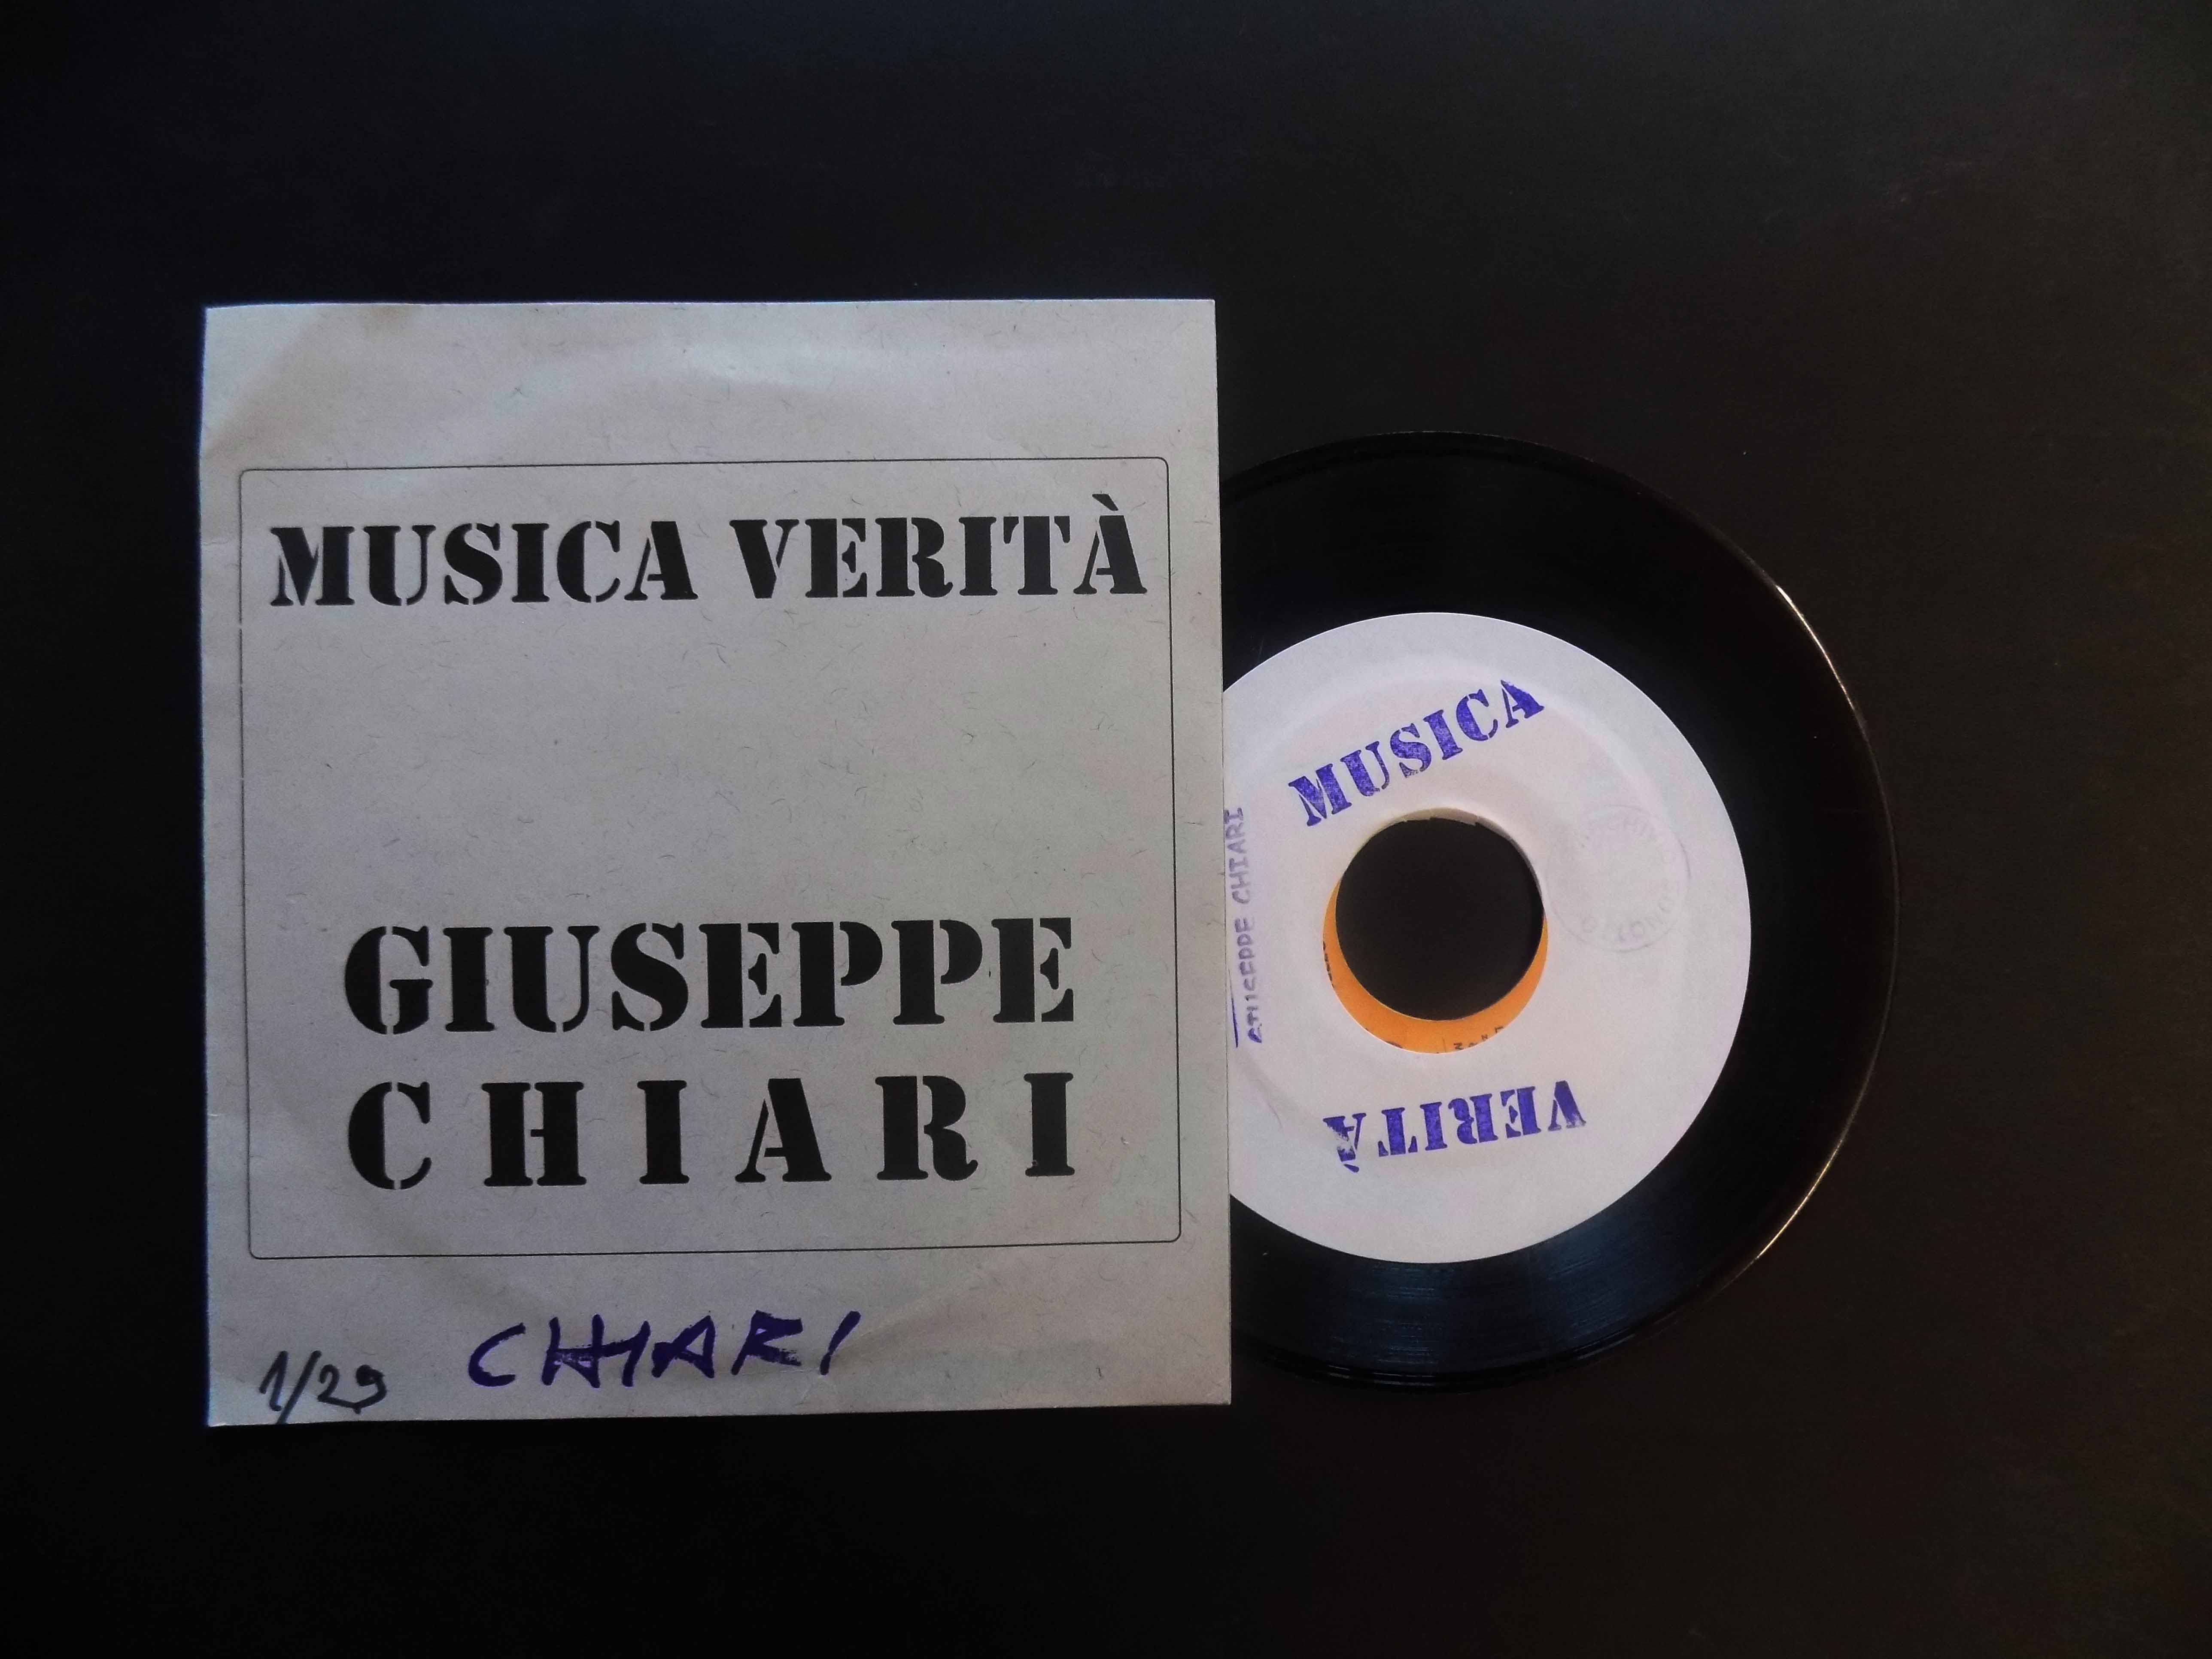 MUSICA VERITÀ
GIUSEPPE
CHIARI
CHIARI
1/29
MUSICA
GIUSEPPE CHIARI
VERITÀ